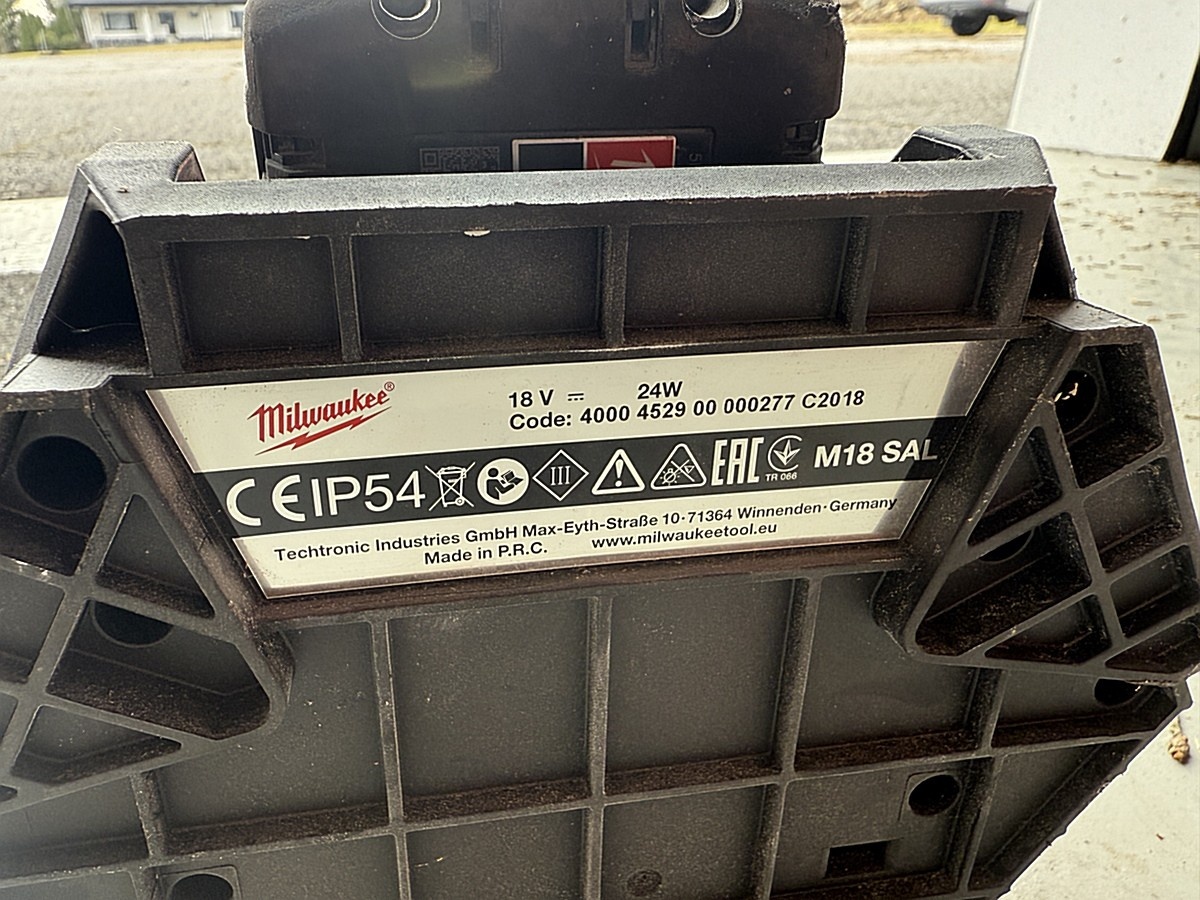 Milwaukee®
18 V ⎓ 24W
Code: 4000 4529 00 000277 C2018
CE IP54 III EAC TR 066 M18 SAL
Techtronic Industries GmbH Max-Eyth-Straße 10·71364 Winnenden·Germany
Made in P.R.C. www.milwaukeetool.eu